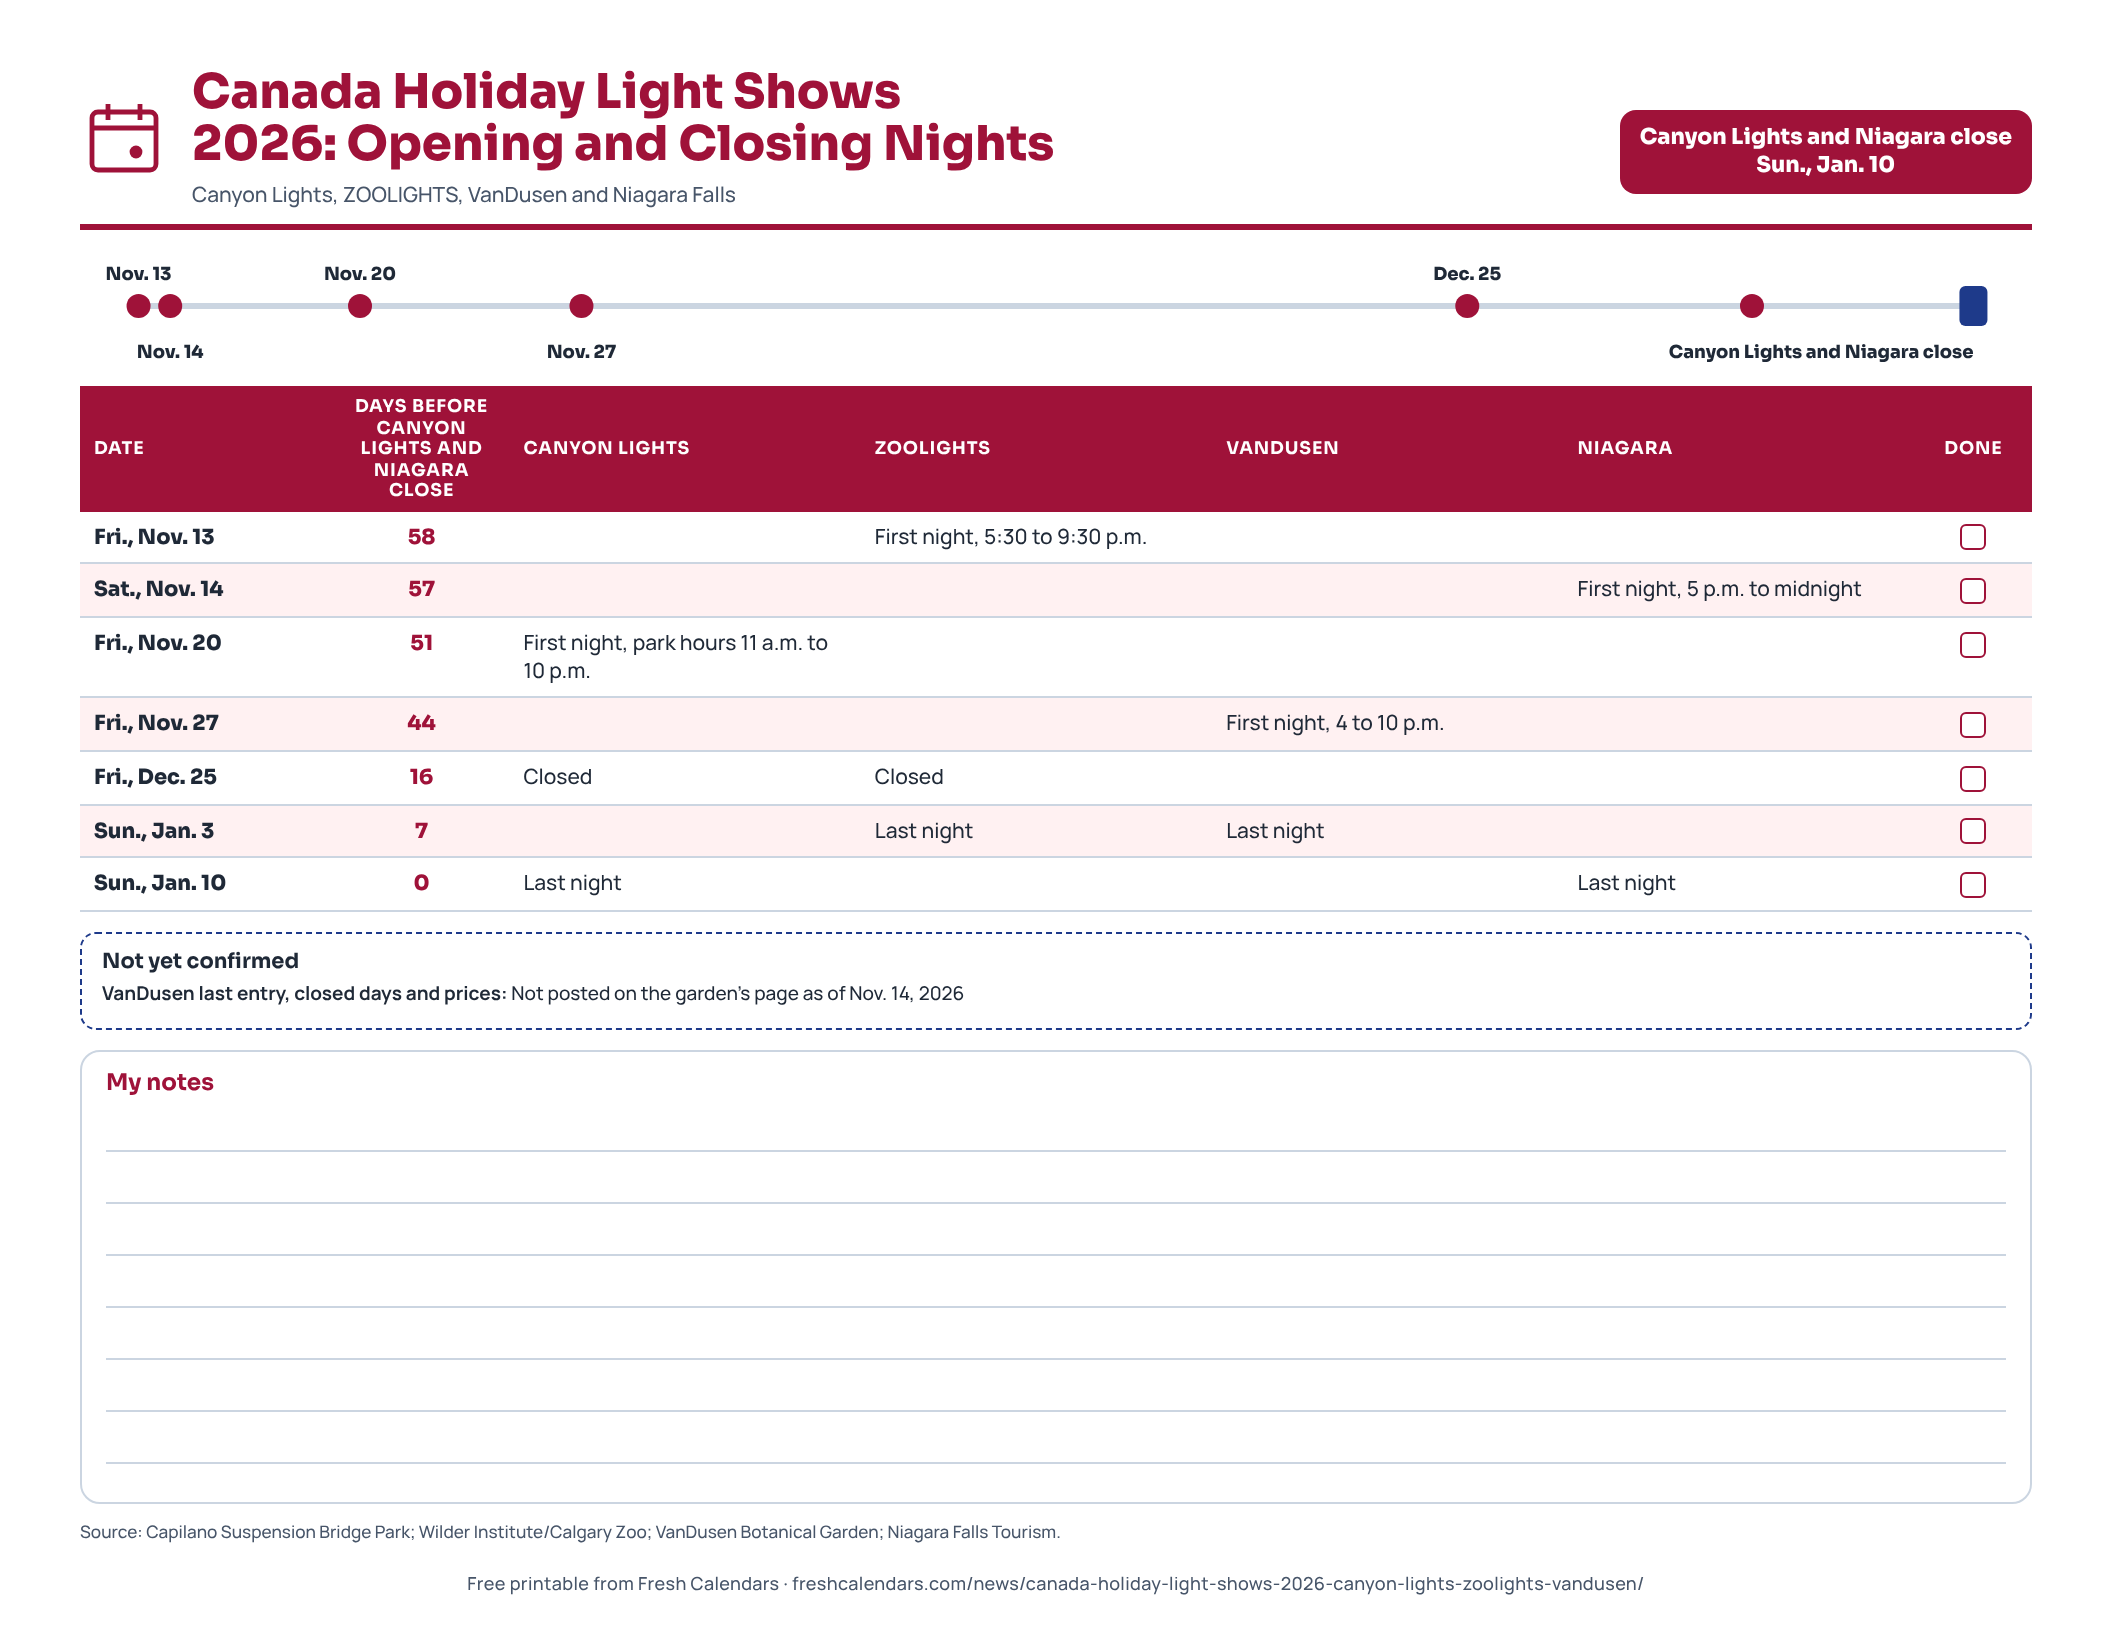 Canada Holiday Light Shows
2026: Opening and Closing Nights
Canyon Lights, ZOOLIGHTS, VanDusen and Niagara Falls
Canyon Lights and Niagara close
Sun., Jan. 10
Nov. 13
Nov. 20
Dec. 25
Nov. 14
Nov. 27
Canyon Lights and Niagara close
DATE
DAYS BEFORE
CANYON
LIGHTS AND
NIAGARA
CLOSE
CANYON LIGHTS
ZOOLIGHTS
VANDUSEN
NIAGARA
DONE
Fri., Nov. 13
58
First night, 5:30 to 9:30 p.m.
Sat., Nov. 14
57
First night, 5 p.m. to midnight
Fri., Nov. 20
51
First night, park hours 11 a.m. to
10 p.m.
Fri., Nov. 27
44
First night, 4 to 10 p.m.
Fri., Dec. 25
16
Closed
Closed
Sun., Jan. 3
7
Last night
Last night
Sun., Jan. 10
0
Last night
Last night
Not yet confirmed
VanDusen last entry, closed days and prices: Not posted on the garden's page as of Nov. 14, 2026
My notes
Source: Capilano Suspension Bridge Park; Wilder Institute/Calgary Zoo; VanDusen Botanical Garden; Niagara Falls Tourism.
Free printable from Fresh Calendars · freshcalendars.com/news/canada-holiday-light-shows-2026-canyon-lights-zoolights-vandusen/